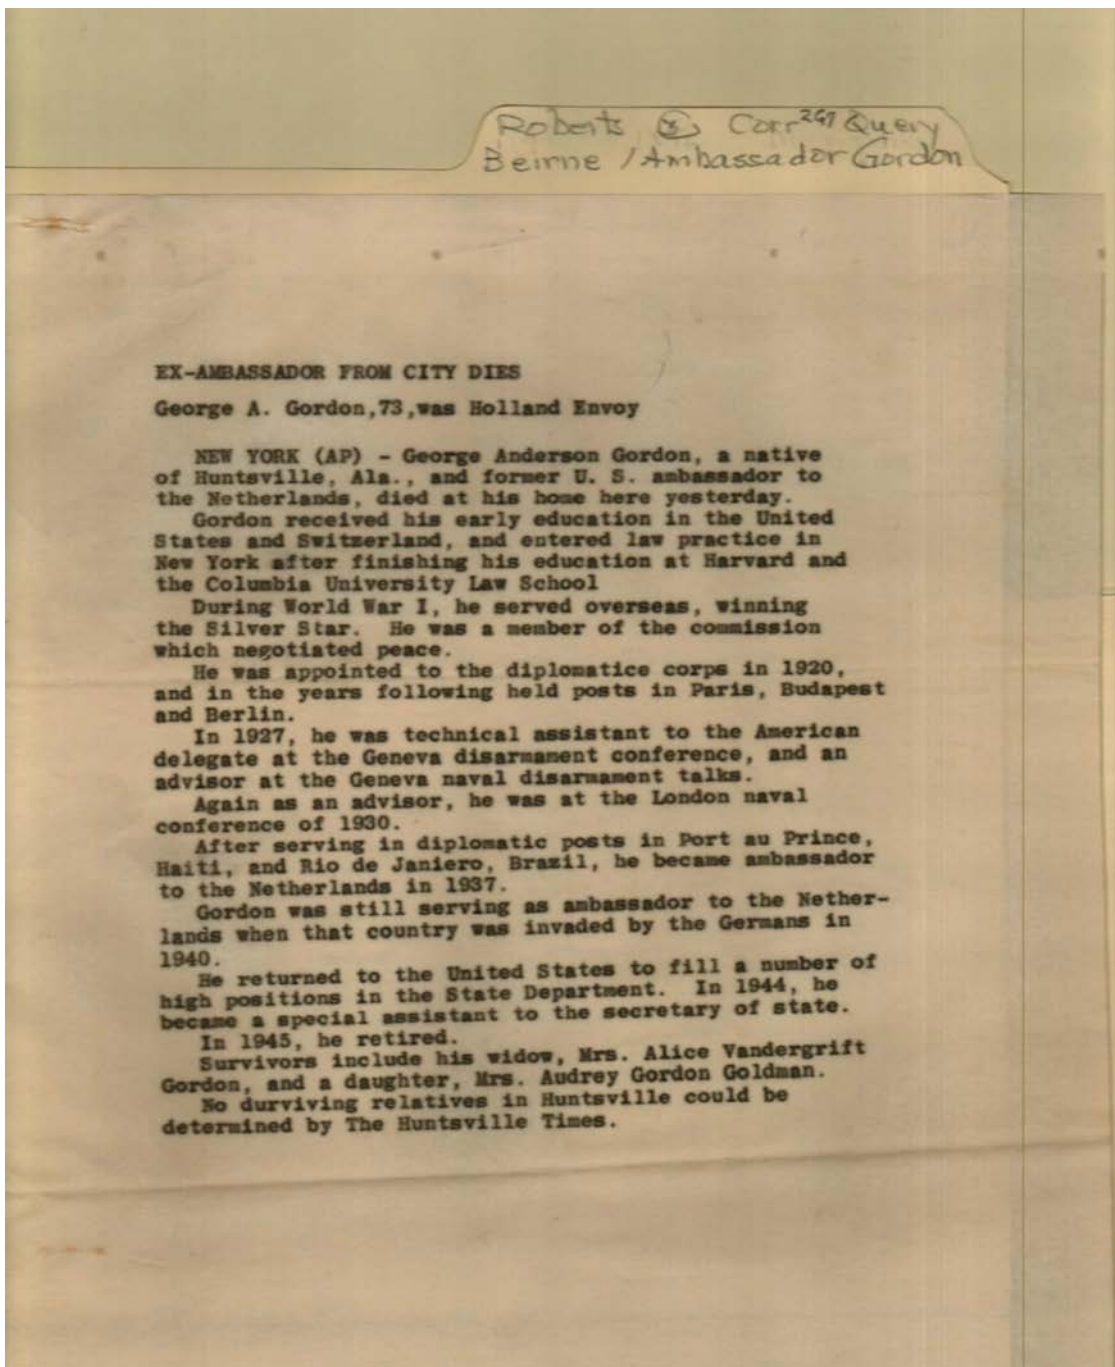 Roberts Corr Query
Beirne / Ambassador Gordon
EX-AMBASSADOR FROM CITY DIES
George A. Gordon,73,was Holland Envoy
NEW YORK (AP) - George Anderson Gordon, a native
of Huntsville, Ala., and former U. S. ambassador to
the Netherlands, died at his home here yesterday.
Gordon received his early education in the United
States and Switzerland, and entered law practice in
New York after finishing his education at Harvard and
the Columbia University Law School
During World War I, he served overseas, winning
the Silver Star. He was a member of the commission
which negotiated peace.
He was appointed to the diplomatice corps in 1920,
and in the years following held posts in Paris, Budapest
and Berlin.
In 1927, he was technical assistant to the American
delegate at the Geneva disarmament conference, and an
advisor at the Geneva naval disarmament talks.
Again as an advisor, he was at the London naval
conference of 1930.
After serving in diplomatic posts in Port au Prince,
Haiti, and Rio de Janiero, Brazil, he became ambassador
to the Netherlands in 1937.
Gordon was still serving as ambassador to the Nether-
lands when that country was invaded by the Germans in
1940.
He returned to the United States to fill a number of
high positions in the State Department. In 1944, he
became a special assistant to the secretary of state.
In 1945, he retired.
Survivors include his widow, Mrs. Alice Vandergrift
Gordon, and a daughter, Mrs. Audrey Gordon Goldman.
No durviving relatives in Huntsville could be
determined by The Huntsville Times.